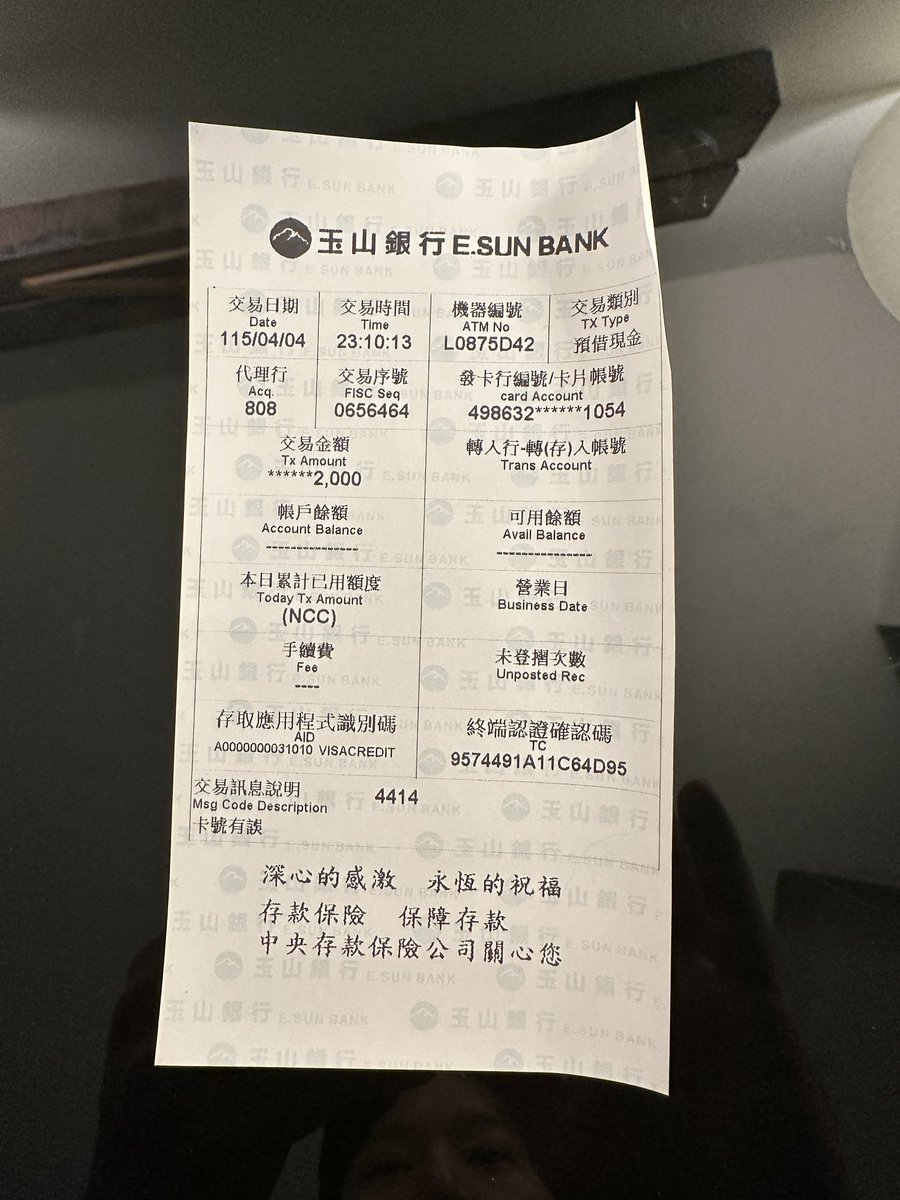 玉山銀行 E.SUN BANK
交易日期 交易時間 機器編號 交易類別
Date Time ATM No TX Type
115/04/04 23:10:13 L0875D42 預借現金
代理行 交易序號 發卡行編號/卡片帳號
Acq. FISC Seq card Account
808 0656464 498632******1054
交易金額 轉入行-轉(存)入帳號
Tx Amount Trans Account
******2,000
帳戶餘額 可用餘額
Account Balance Avail Balance
--------------- ---------------
本日累計已用額度 營業日
Today Tx Amount Business Date
(NCC)
手續費 未登摺次數
Fee Unposted Rec
----
存取應用程式識別碼 終端認證確認碼
AID TC
A0000000031010 VISACREDIT 9574491A11C64D95
交易訊息說明 4414
Msg Code Description
卡號有誤
深心的感激 永恆的祝福
存款保險 保障存款
中央存款保險公司關心您